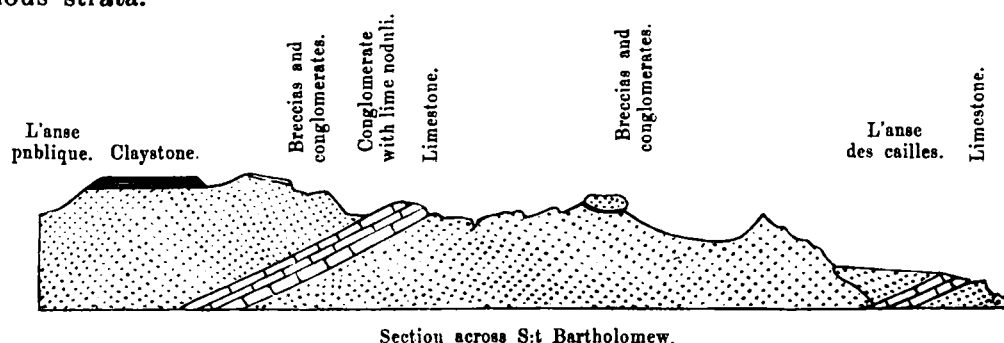 ous strata.
L'anse
pnblique.
Claystone.
Breccias and
conglomerates.
Conglomerate
with lime noduli.
Limestone.
Breccias and
conglomerates.
L'anse
des cailles.
Limestone.
Section across S:t Bartholomew.